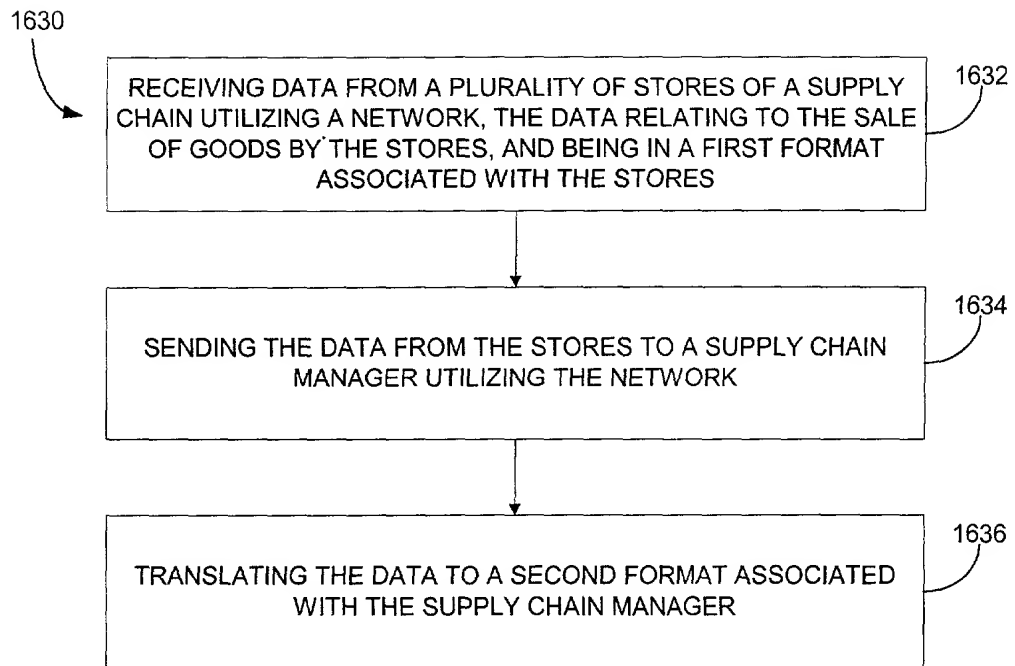 1630
1632
RECEIVING DATA FROM A PLURALITY OF STORES OF A SUPPLY
CHAIN UTILIZING A NETWORK, THE DATA RELATING TO THE SALE
OF GOODS BY THE STORES, AND BEING IN A FIRST FORMAT
ASSOCIATED WITH THE STORES
1634
SENDING THE DATA FROM THE STORES TO A SUPPLY CHAIN
MANAGER UTILIZING THE NETWORK
1636
TRANSLATING THE DATA TO A SECOND FORMAT ASSOCIATED
WITH THE SUPPLY CHAIN MANAGER